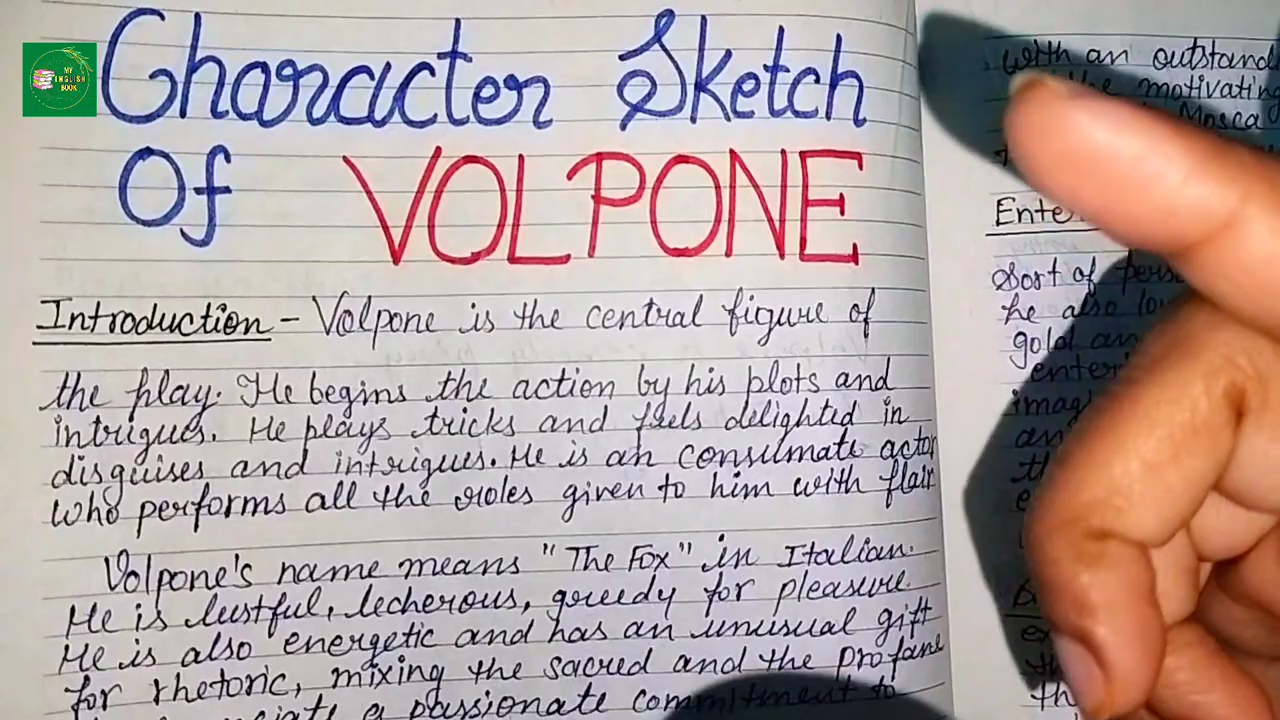 MY
ENGLISH
BOOK
Character Sketch
Of VOLPONE
Introduction - Volpone is the central figure of
the play. He begins the action by his plots and
intrigues. He plays tricks and feels delighted in
disguises and intrigues. He is an consumate actor
who performs all the roles given to him with flair
Volpone's name means "The Fox" in Italian.
He is lustful, lecherous, greedy for pleasure.
He is also energetic and has an unusual gift
for rhetoric, mixing the sacred and the profane
a passionate commitment to
with an outstand
the motivating
Mosca
Ente
Sort of pers
he also lo
gold an
enteri
imag
an